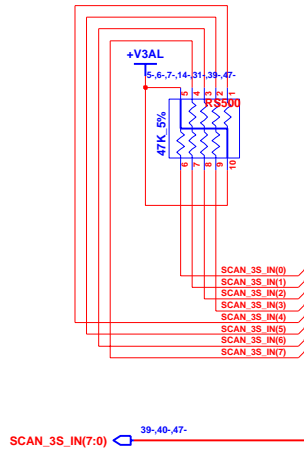 +V3AL
5-,6-,7-,14-,31-,39-,47-
5 4 3 2 1
RS500
47K_5%
6 7 8 9 10
SCAN_3S_IN(0)
SCAN_3S_IN(1)
SCAN_3S_IN(2)
SCAN_3S_IN(3)
SCAN_3S_IN(4)
SCAN_3S_IN(5)
SCAN_3S_IN(6)
SCAN_3S_IN(7)
39-,40-,47-
SCAN_3S_IN(7:0)